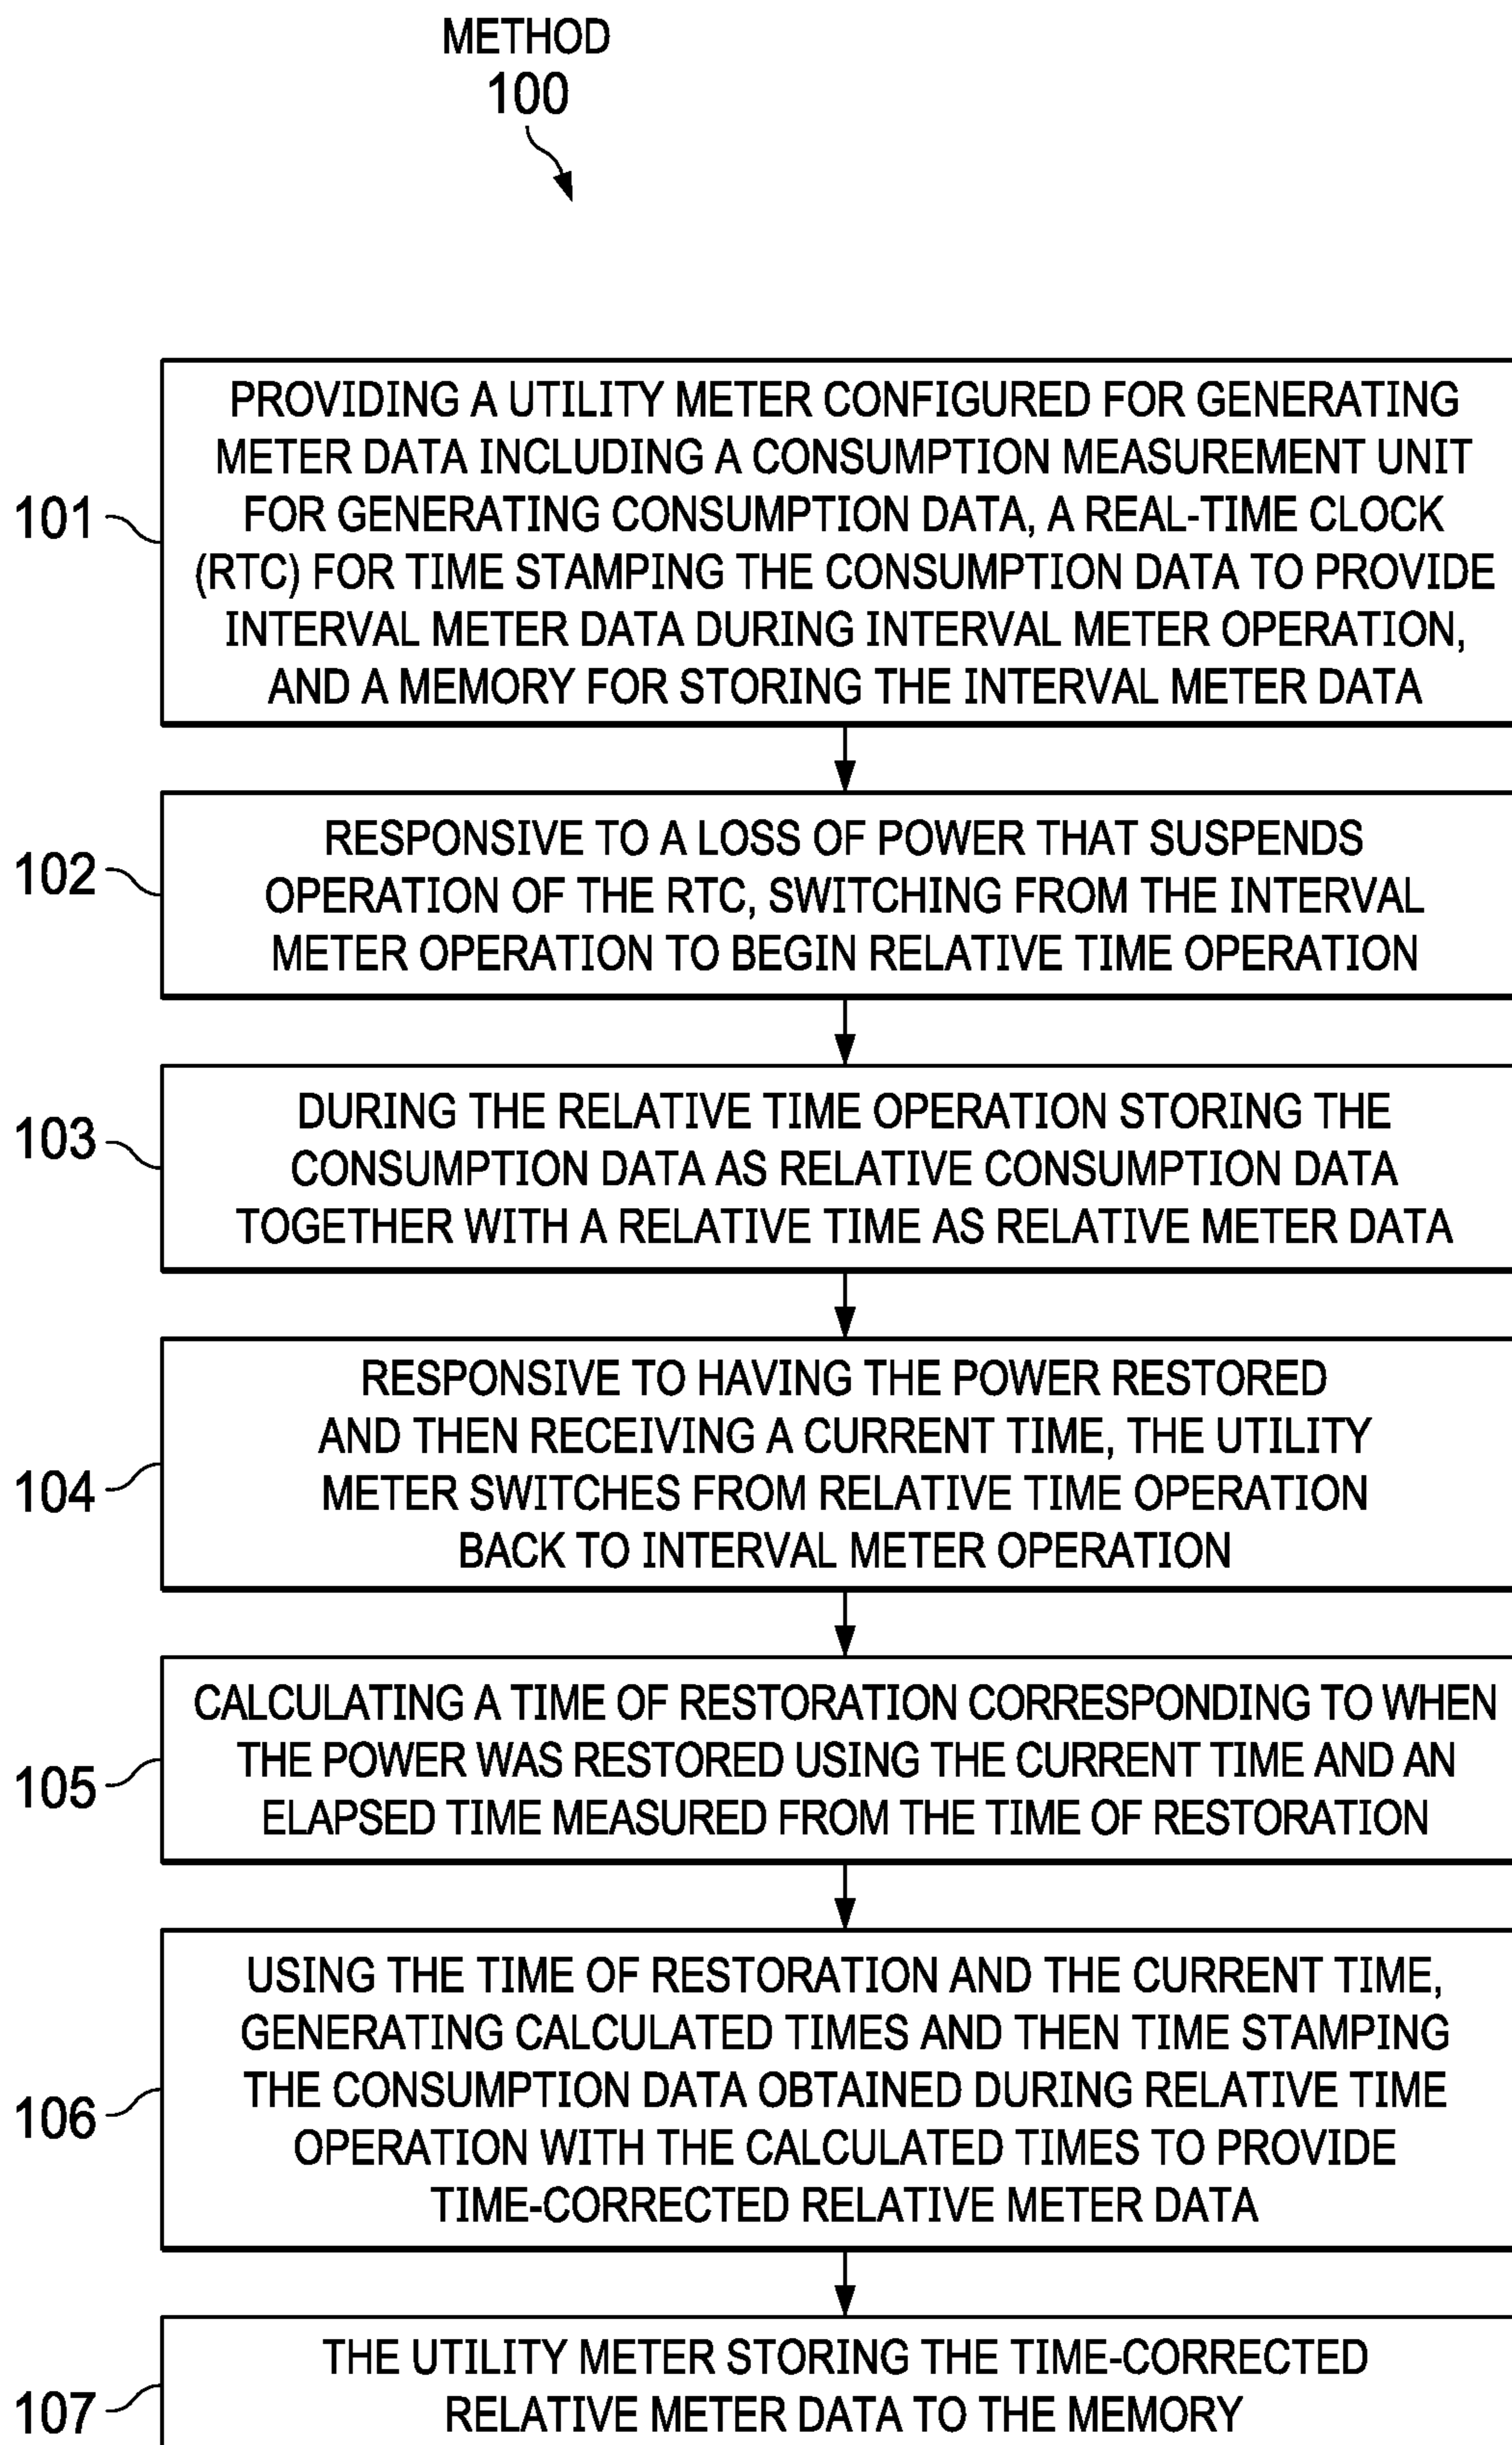 METHOD
100
101
PROVIDING A UTILITY METER CONFIGURED FOR GENERATING
METER DATA INCLUDING A CONSUMPTION MEASUREMENT UNIT
FOR GENERATING CONSUMPTION DATA, A REAL-TIME CLOCK
(RTC) FOR TIME STAMPING THE CONSUMPTION DATA TO PROVIDE
INTERVAL METER DATA DURING INTERVAL METER OPERATION,
AND A MEMORY FOR STORING THE INTERVAL METER DATA
102
RESPONSIVE TO A LOSS OF POWER THAT SUSPENDS
OPERATION OF THE RTC, SWITCHING FROM THE INTERVAL
METER OPERATION TO BEGIN RELATIVE TIME OPERATION
103
DURING THE RELATIVE TIME OPERATION STORING THE
CONSUMPTION DATA AS RELATIVE CONSUMPTION DATA
TOGETHER WITH A RELATIVE TIME AS RELATIVE METER DATA
104
RESPONSIVE TO HAVING THE POWER RESTORED
AND THEN RECEIVING A CURRENT TIME, THE UTILITY
METER SWITCHES FROM RELATIVE TIME OPERATION
BACK TO INTERVAL METER OPERATION
105
CALCULATING A TIME OF RESTORATION CORRESPONDING TO WHEN
THE POWER WAS RESTORED USING THE CURRENT TIME AND AN
ELAPSED TIME MEASURED FROM THE TIME OF RESTORATION
106
USING THE TIME OF RESTORATION AND THE CURRENT TIME,
GENERATING CALCULATED TIMES AND THEN TIME STAMPING
THE CONSUMPTION DATA OBTAINED DURING RELATIVE TIME
OPERATION WITH THE CALCULATED TIMES TO PROVIDE
TIME-CORRECTED RELATIVE METER DATA
107
THE UTILITY METER STORING THE TIME-CORRECTED
RELATIVE METER DATA TO THE MEMORY